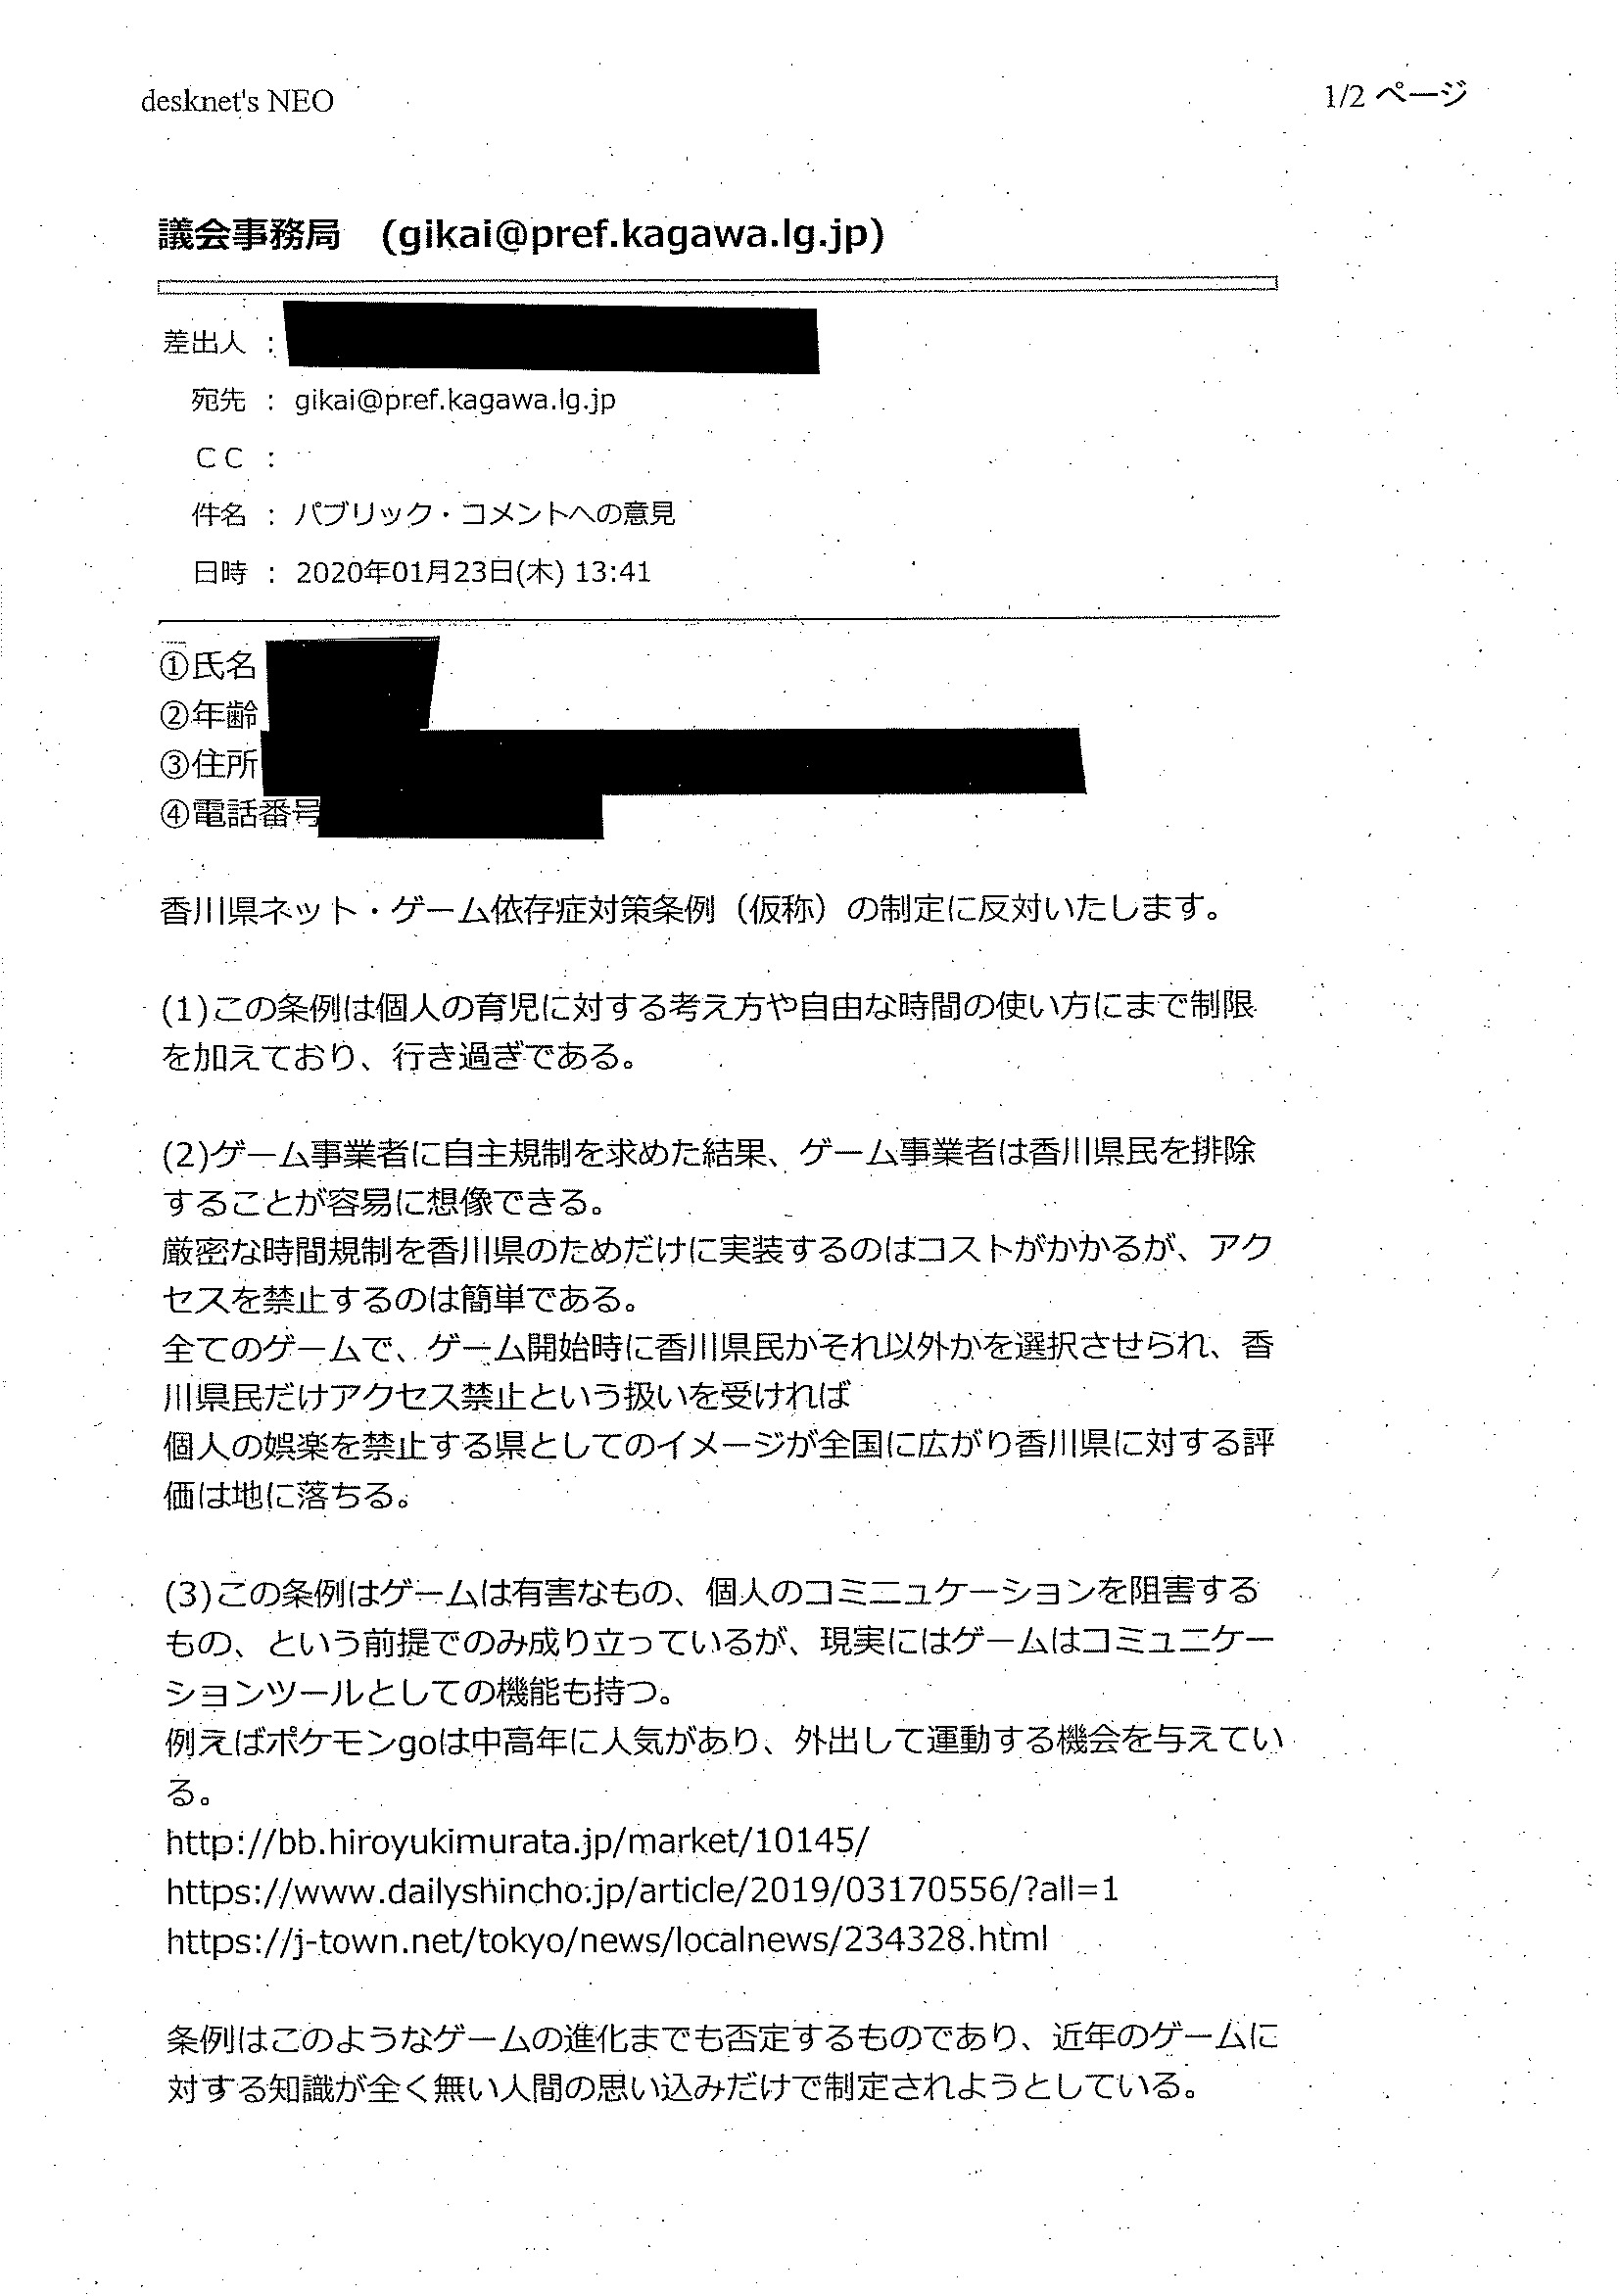 desknet's NEO
1/2 ページ
議会事務局　(gikai@pref.kagawa.lg.jp)
差出人 :
宛先 : gikai@pref.kagawa.lg.jp
ＣＣ :
件名 : パブリック・コメントへの意見
日時 : 2020年01月23日(木) 13:41
①氏名
②年齢
③住所
④電話番号
香川県ネット・ゲーム依存症対策条例（仮称）の制定に反対いたします。
(1)この条例は個人の育児に対する考え方や自由な時間の使い方にまで制限
を加えており、行き過ぎである。
(2)ゲーム事業者に自主規制を求めた結果、ゲーム事業者は香川県民を排除
することが容易に想像できる。
厳密な時間規制を香川県のためだけに実装するのはコストがかかるが、アク
セスを禁止するのは簡単である。
全てのゲームで、ゲーム開始時に香川県民かそれ以外かを選択させられ、香
川県民だけアクセス禁止という扱いを受ければ
個人の娯楽を禁止する県としてのイメージが全国に広がり香川県に対する評
価は地に落ちる。
(3)この条例はゲームは有害なもの、個人のコミニュケーションを阻害する
もの、という前提でのみ成り立っているが、現実にはゲームはコミュニケー
ションツールとしての機能も持つ。
例えばポケモンgoは中高年に人気があり、外出して運動する機会を与えてい
る。
http://bb.hiroyukimurata.jp/market/10145/
https://www.dailyshincho.jp/article/2019/03170556/?all=1
https://j-town.net/tokyo/news/localnews/234328.html
条例はこのようなゲームの進化までも否定するものであり、近年のゲームに
対する知識が全く無い人間の思い込みだけで制定されようとしている。